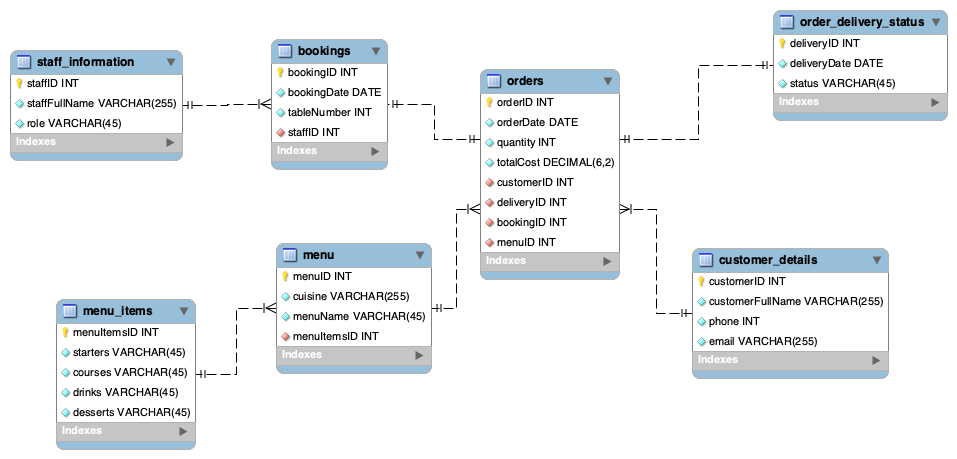 staff_information
staffID INT
staffFullName VARCHAR(255)
role VARCHAR(45)
Indexes
bookings
bookingID INT
bookingDate DATE
tableNumber INT
staffID INT
Indexes
orders
orderID INT
orderDate DATE
quantity INT
totalCost DECIMAL(6,2)
customerID INT
deliveryID INT
bookingID INT
menuID INT
Indexes
order_delivery_status
deliveryID INT
deliveryDate DATE
status VARCHAR(45)
Indexes
menu_items
menuItemsID INT
starters VARCHAR(45)
courses VARCHAR(45)
drinks VARCHAR(45)
desserts VARCHAR(45)
Indexes
menu
menuID INT
cuisine VARCHAR(255)
menuName VARCHAR(45)
menuItemsID INT
Indexes
customer_details
customerID INT
customerFullName VARCHAR(255)
phone INT
email VARCHAR(255)
Indexes